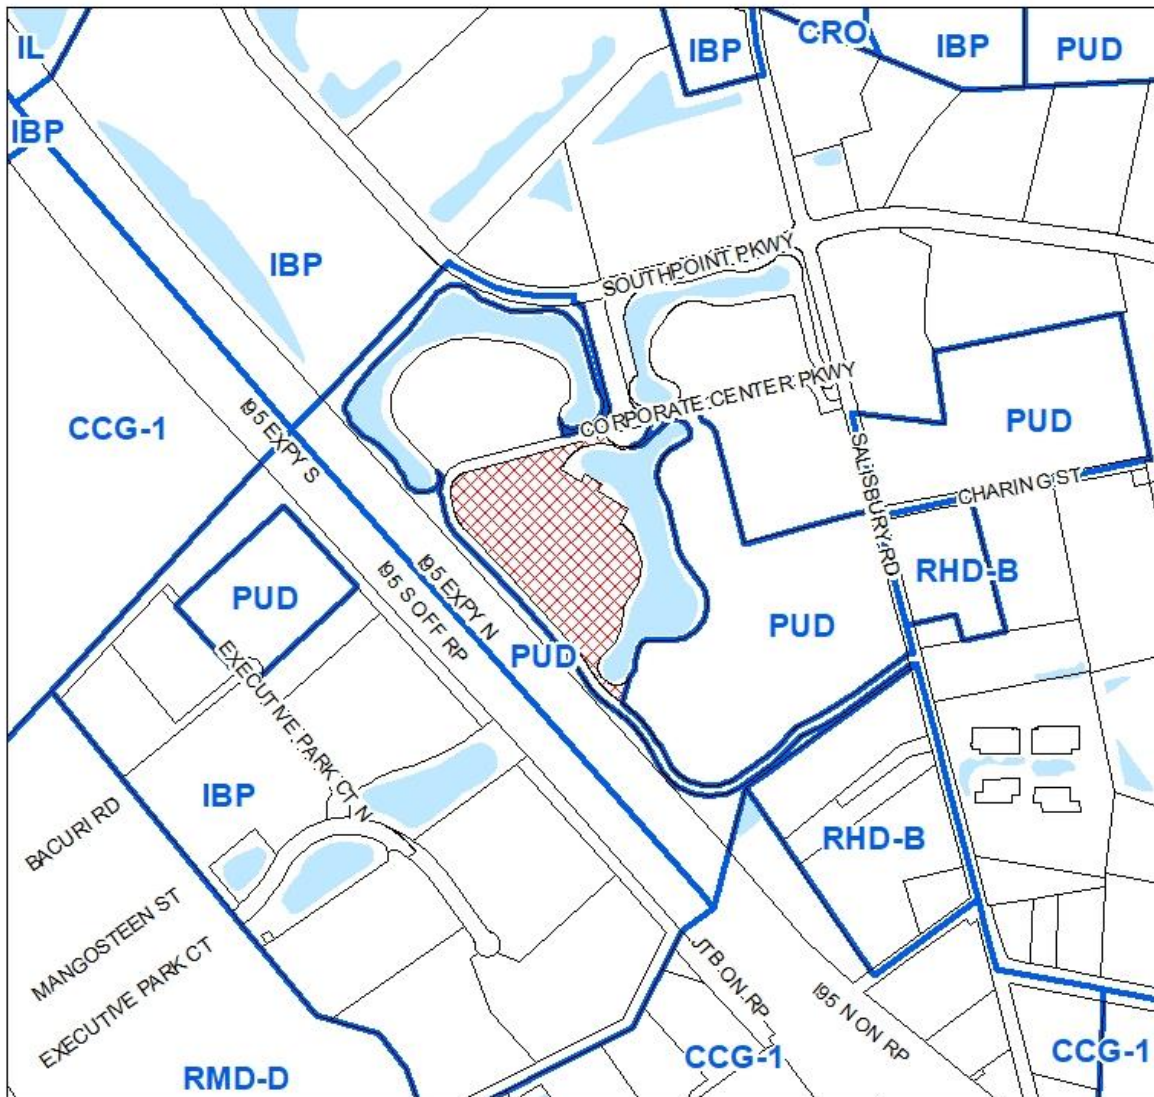 IL
IBP
CRO
IBP
PUD
IBP
IBP
SOUTHPOINT PKWY
CCG-1
I95 EXPY S
CORPORATE CENTER PKWY
PUD
SALISBURY RD
CHARING ST
PUD
I95 EXPY N
I95 S OFF RP
RHD-B
PUD
PUD
EXECUTIVE PARK CT N
IBP
BACURI RD
RHD-B
MANGOSTEEN ST
EXECUTIVE PARK CT
JTB ON RP
I95 N ON RP
RMD-D
CCG-1
CCG-1